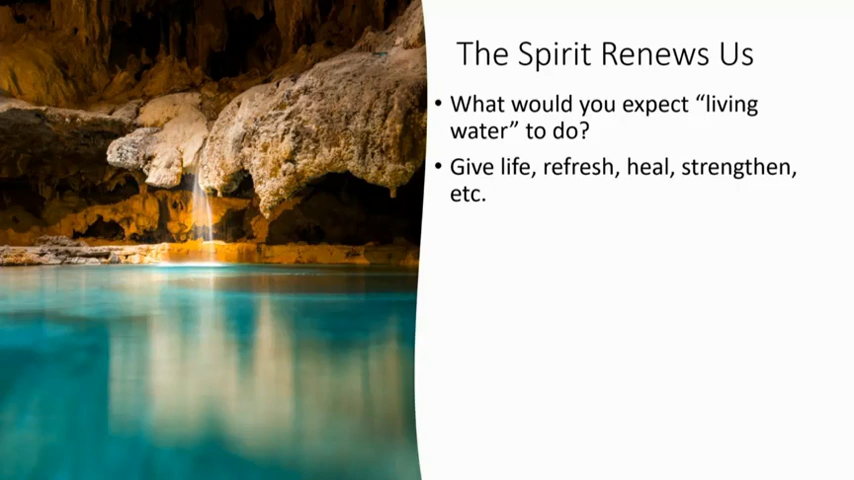 The Spirit Renews Us
• What would you expect “living
water” to do?
• Give life, refresh, heal, strengthen,
etc.